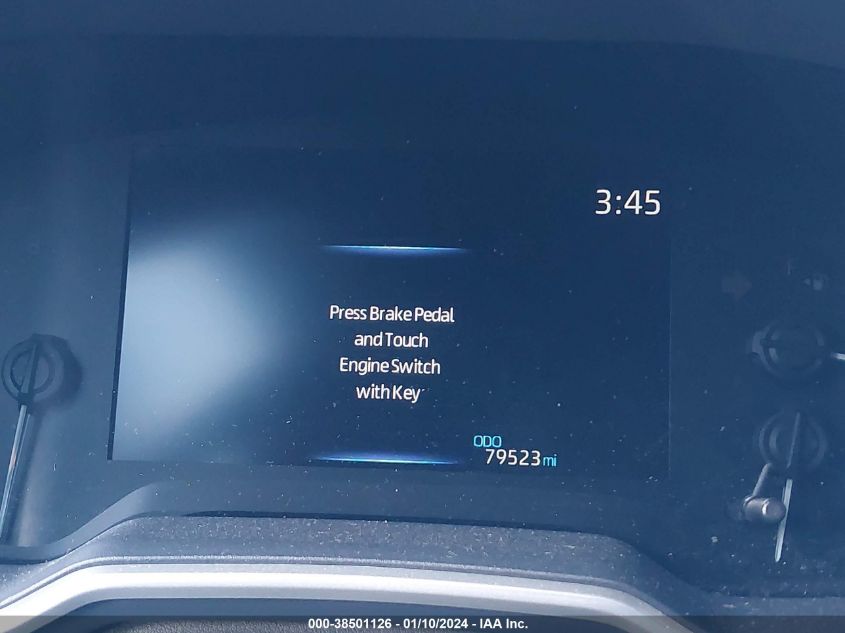 3:45
Press Brake Pedal
and Touch
Engine Switch
with Key
ODO
79523 mi
000-38501126 - 01/10/2024 - IAA Inc.